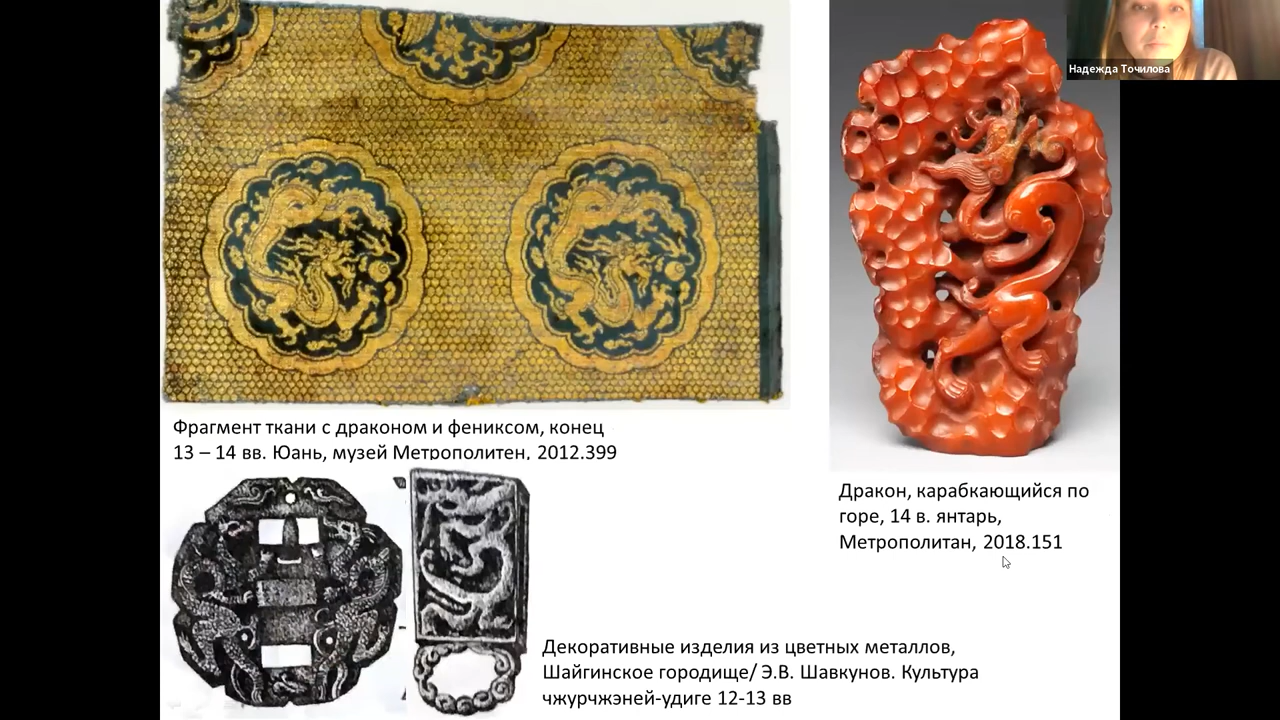 Надежда Точилова
Фрагмент ткани с драконом и фениксом, конец
13 – 14 вв. Юань, музей Метрополитен, 2012.399
Дракон, карабкающийся по
горе, 14 в. янтарь,
Метрополитан, 2018.151
Декоративные изделия из цветных металлов,
Шайгинское городище/ Э.В. Шавкунов. Культура
чжурчжэней-удиге 12-13 вв